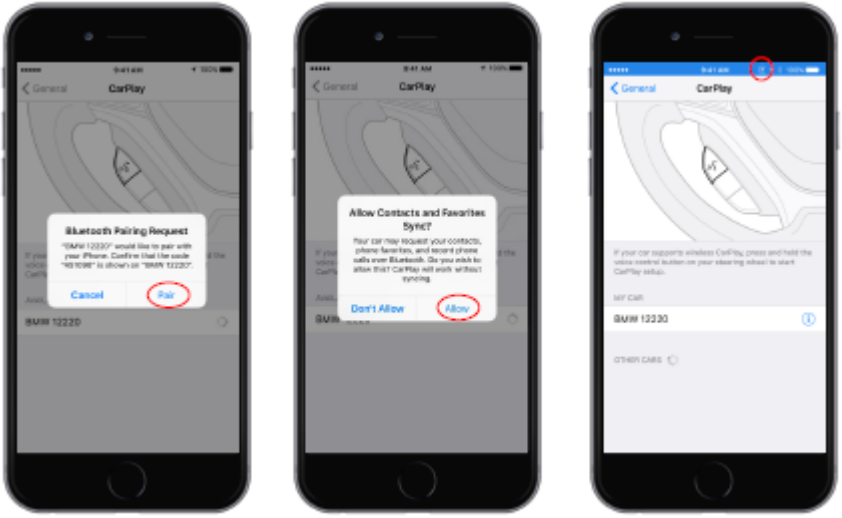 9:41 AM
100%
General
CarPlay
Bluetooth Pairing Request
"BMW 12220" would like to pair with
your iPhone. Confirm that the code
is shown on "BMW 12220".
Cancel
Pair
BMW 12220
9:41 AM
100%
General
CarPlay
Allow Contacts and Favorites
Sync?
Your car may request your contacts,
phone favorites, and recent phone
calls over Bluetooth. Do you wish to
allow this? CarPlay will work without
syncing.
Don't Allow
Allow
BMW
9:41 AM
100%
General
CarPlay
If your car supports wireless CarPlay, press and hold the
voice control button on your steering wheel to start
CarPlay setup.
MY CAR
BMW 12220
OTHER CARS